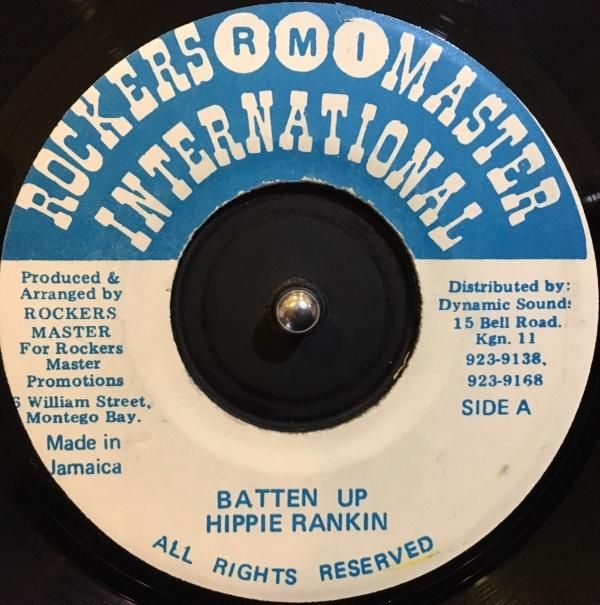 ROCKERS RMI MASTER
INTERNATIONAL
Produced &
Arranged by
ROCKERS
MASTER
For Rockers
Master
Promotions
6 William Street,
Montego Bay.
Made in
Jamaica
Distributed by:
Dynamic Sound:
15 Bell Road.
Kgn. 11
923-9138,
923-9168
SIDE A
BATTEN UP
HIPPIE RANKIN
ALL RIGHTS RESERVED